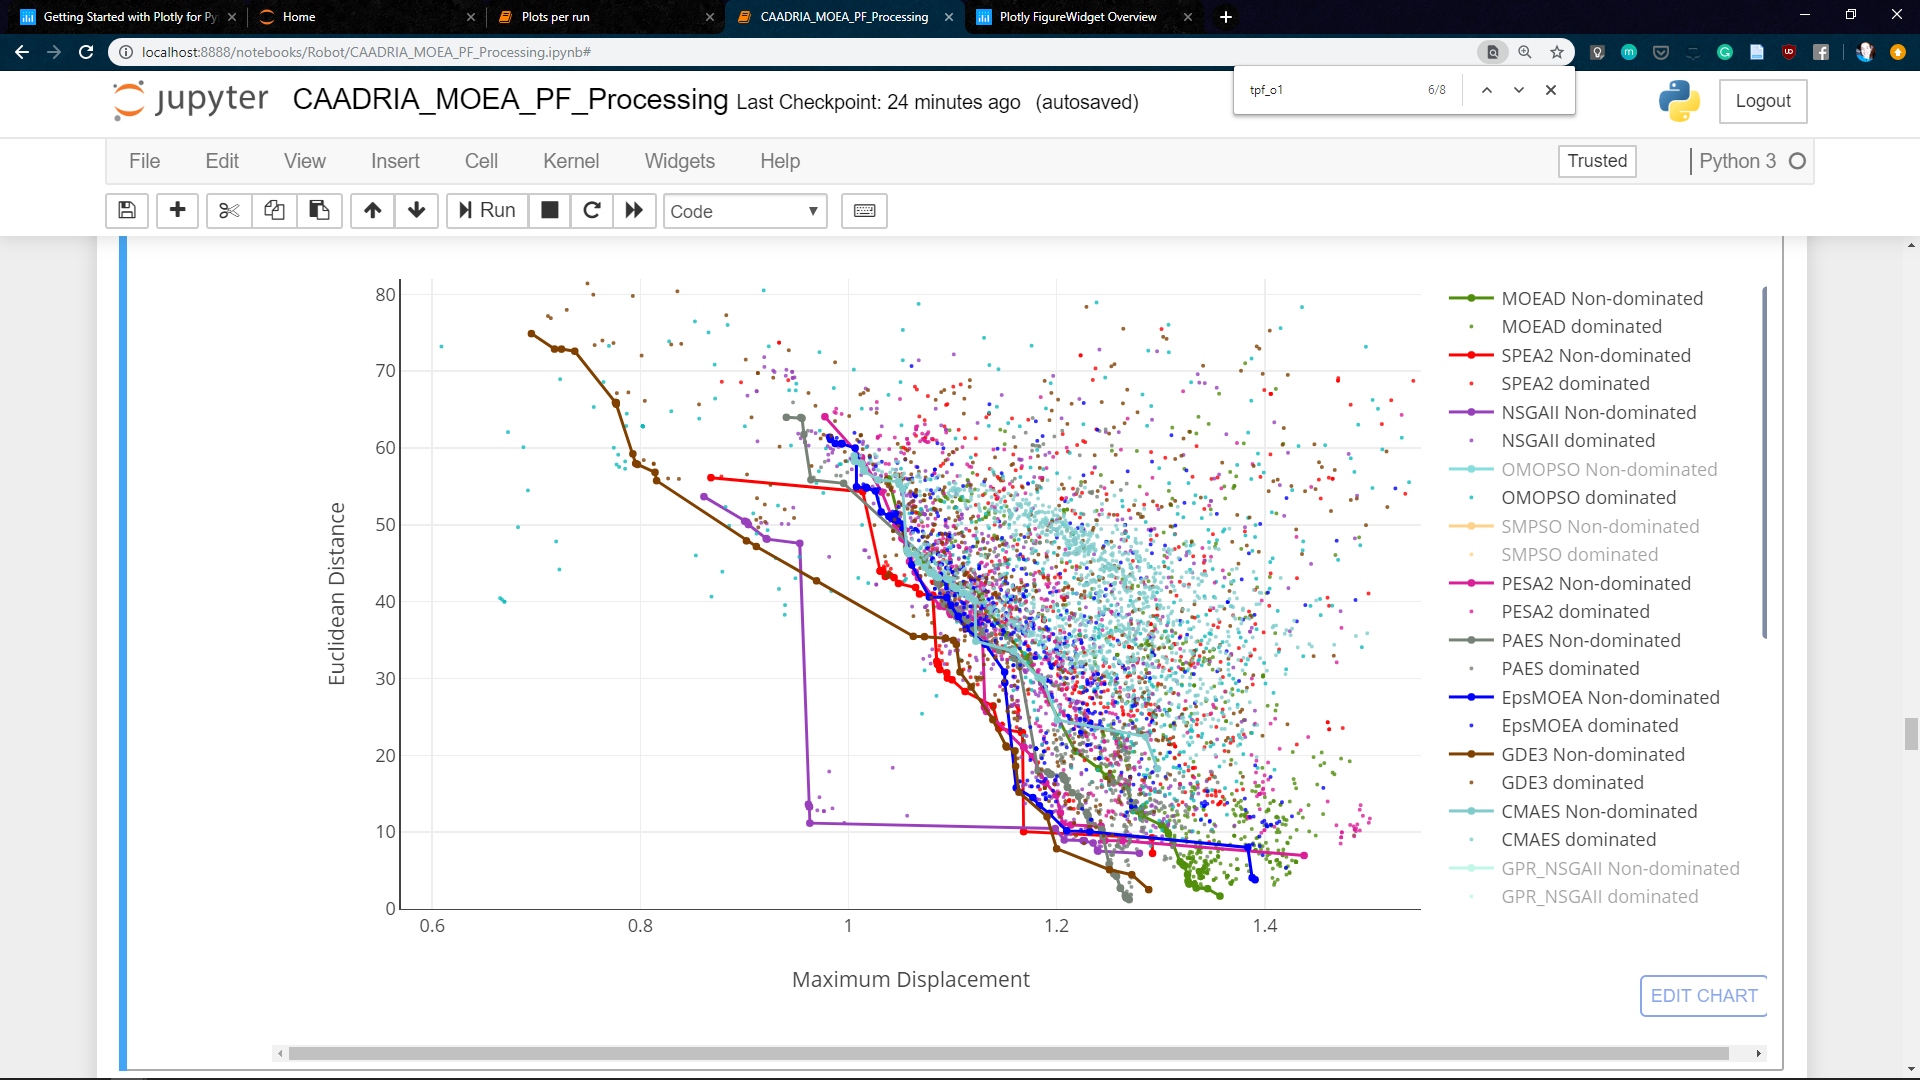 Getting Started with Plotly for Py
Home
Plots per run
CAADRIA_MOEA_PF_Processing
Plotly FigureWidget Overview
localhost:8888/notebooks/Robot/CAADRIA_MOEA_PF_Processing.ipynb#
tpf_o1 6/8
jupyter CAADRIA_MOEA_PF_Processing Last Checkpoint: 24 minutes ago (autosaved)
Logout
File Edit View Insert Cell Kernel Widgets Help
Trusted
Python 3
Run
Code
80
70
60
50
40
30
20
10
0
Euclidean Distance
0.6 0.8 1 1.2 1.4
Maximum Displacement
MOEAD Non-dominated
MOEAD dominated
SPEA2 Non-dominated
SPEA2 dominated
NSGAII Non-dominated
NSGAII dominated
OMOPSO Non-dominated
OMOPSO dominated
SMPSO Non-dominated
SMPSO dominated
PESA2 Non-dominated
PESA2 dominated
PAES Non-dominated
PAES dominated
EpsMOEA Non-dominated
EpsMOEA dominated
GDE3 Non-dominated
GDE3 dominated
CMAES Non-dominated
CMAES dominated
GPR_NSGAII Non-dominated
GPR_NSGAII dominated
EDIT CHART